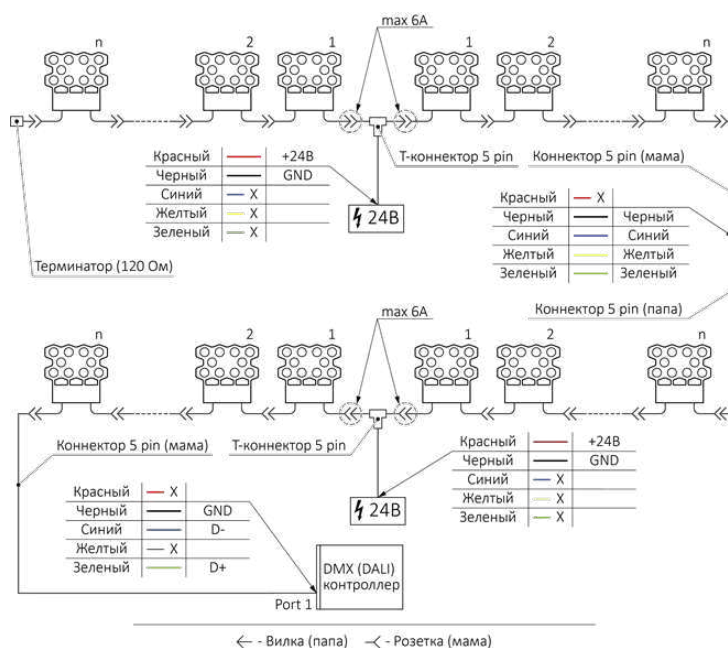 max 6A
n 2 1 1 2 n
Т-коннектор 5 pin
Коннектор 5 pin (мама)
Красный +24В
Черный GND
Синий X
Желтый X
Зеленый X
24В
Красный X
Черный Черный
Синий Синий
Желтый Желтый
Зеленый Зеленый
Терминатор (120 Ом)
Коннектор 5 pin (папа)
max 6A
n 2 1 1 2 n
Коннектор 5 pin (мама)
Т-коннектор 5 pin
Красный +24В
Черный GND
Синий X
Желтый X
Зеленый X
Красный X
Черный GND
Синий D-
Желтый X
Зеленый D+
24В
DMX (DALI)
контроллер
Port 1
- Вилка (папа) - Розетка (мама)